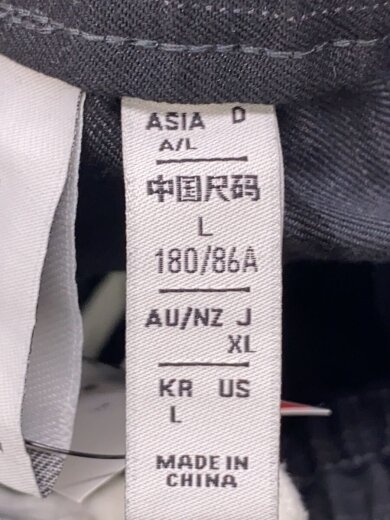 ASIA D
A/L
中国尺码
L
180/86A
AU/NZ J
XL
KR US
L
MADE IN
CHINA